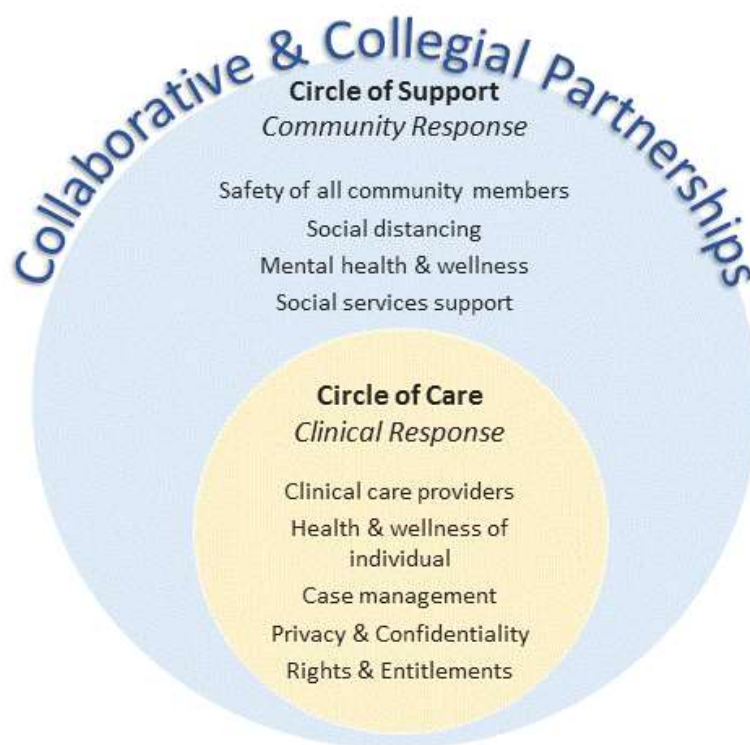 Collaborative & Collegial Partnerships
Circle of Support
Community Response
Safety of all community members
Social distancing
Mental health & wellness
Social services support
Circle of Care
Clinical Response
Clinical care providers
Health & wellness of
individual
Case management
Privacy & Confidentiality
Rights & Entitlements